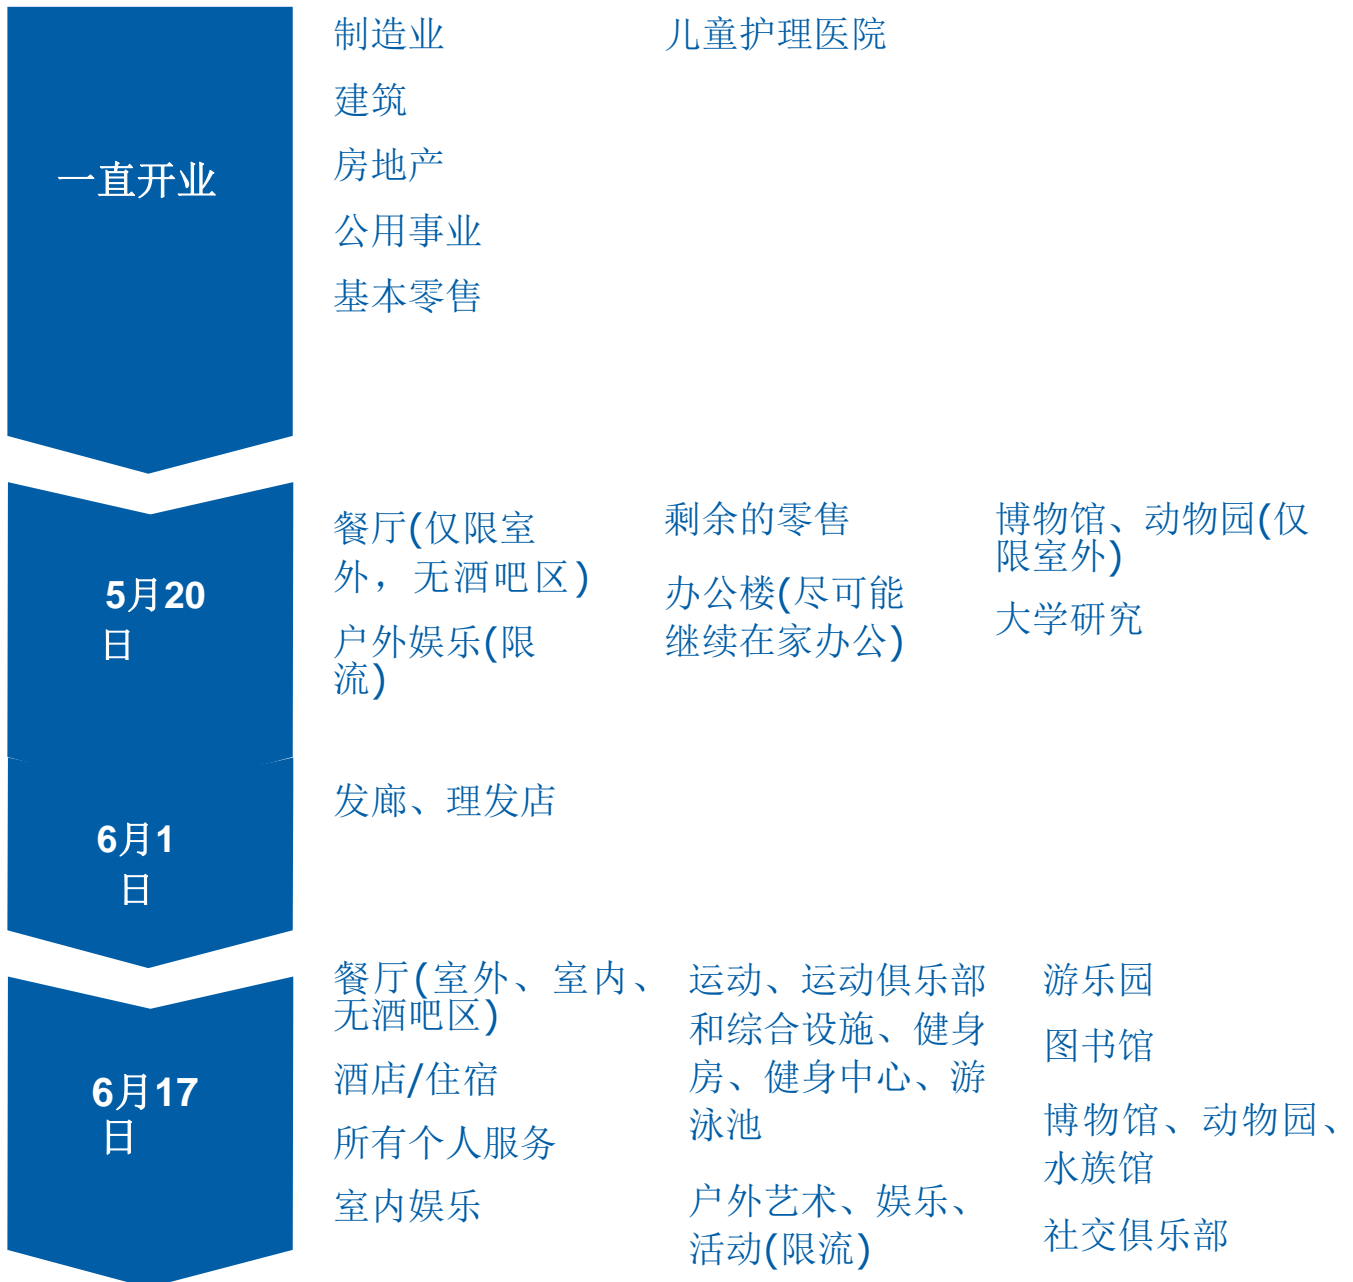 一直开业
制造业
建筑
房地产
公用事业
基本零售
儿童护理医院
5月20
日
餐厅(仅限室
外，无酒吧区)
户外娱乐(限
流)
剩余的零售
办公楼(尽可能
继续在家办公)
博物馆、动物园(仅
限室外)
大学研究
6月1
日
发廊、理发店
6月17
日
餐厅(室外、室内、
无酒吧区)
酒店/住宿
所有个人服务
室内娱乐
运动、运动俱乐部
和综合设施、健身
房、健身中心、游
泳池
户外艺术、娱乐、
活动(限流)
游乐园
图书馆
博物馆、动物园、
水族馆
社交俱乐部